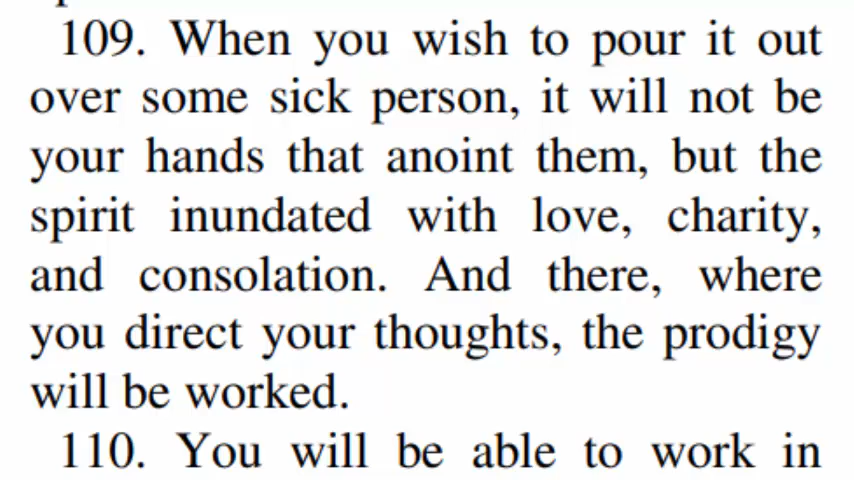 109. When you wish to pour it out
over some sick person, it will not be
your hands that anoint them, but the
spirit inundated with love, charity,
and consolation. And there, where
you direct your thoughts, the prodigy
will be worked.
110. You will be able to work in